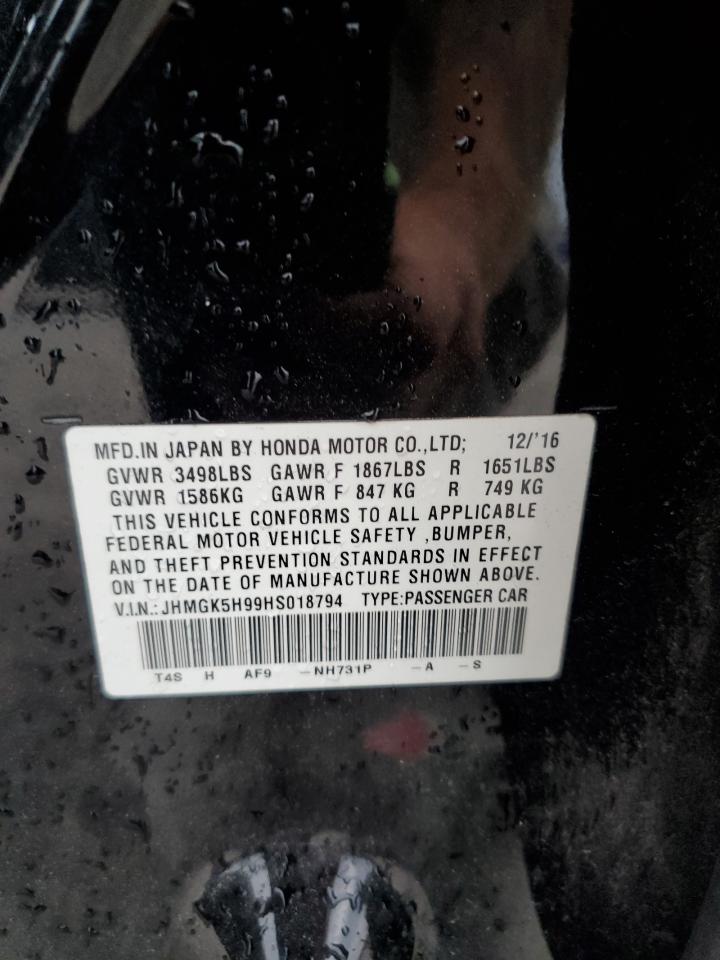 MFD.IN JAPAN BY HONDA MOTOR CO.,LTD; 12/'16
GVWR 3498LBS GAWR F 1867LBS R 1651LBS
GVWR 1586KG GAWR F 847 KG R 749 KG
THIS VEHICLE CONFORMS TO ALL APPLICABLE
FEDERAL MOTOR VEHICLE SAFETY ,BUMPER,
AND THEFT PREVENTION STANDARDS IN EFFECT
ON THE DATE OF MANUFACTURE SHOWN ABOVE.
V.I.N.: JHMGK5H99HS018794 TYPE:PASSENGER CAR
T4S H AF9 -NH731P -A -S